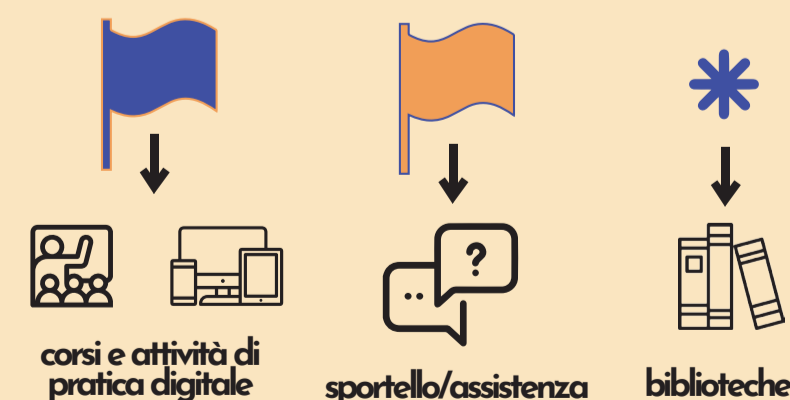 corsi e attività di
pratica digitale
sportello/assistenza
biblioteche
?